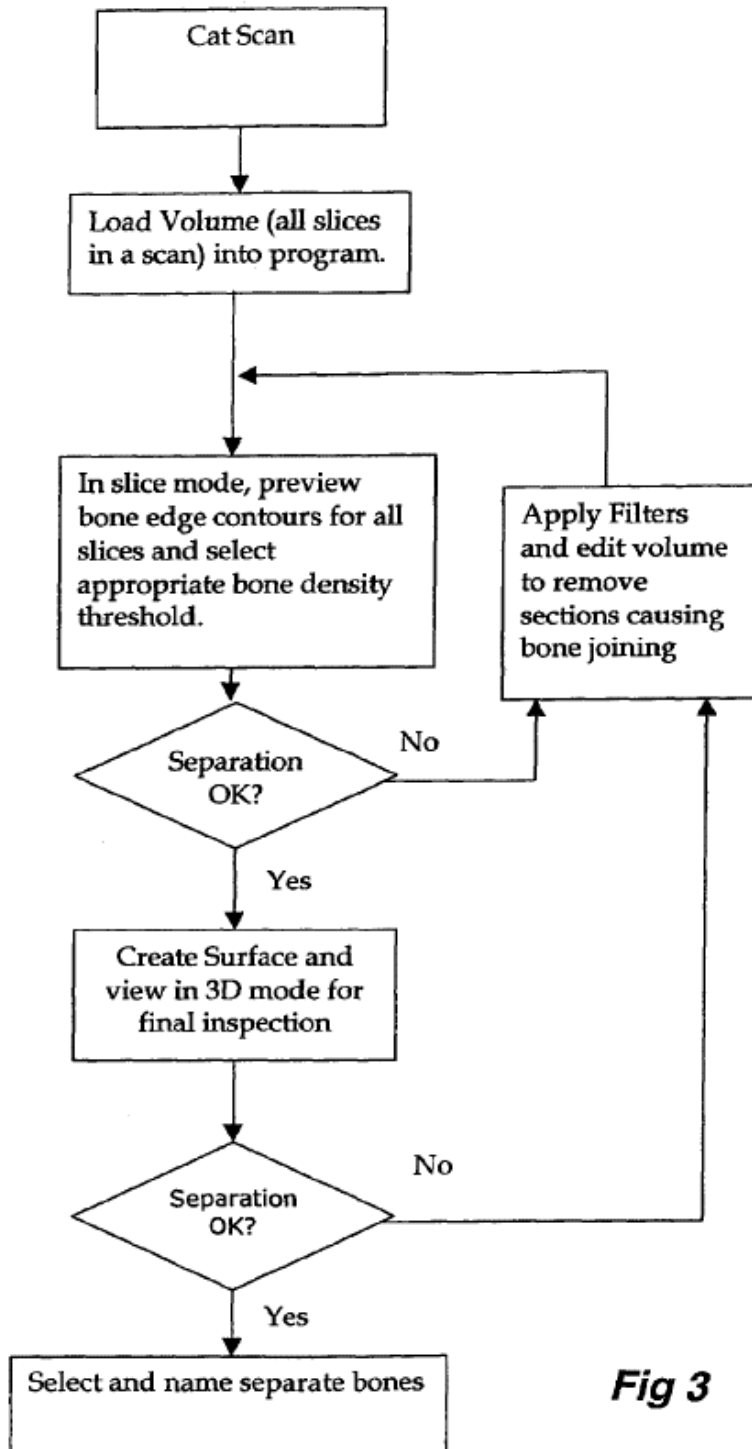 Cat Scan
Load Volume (all slices
in a scan) into program.
In slice mode, preview
bone edge contours for all
slices and select
appropriate bone density
threshold.
Apply Filters
and edit volume
to remove
sections causing
bone joining
Separation
OK?
No
Yes
Create Surface and
view in 3D mode for
final inspection
Separation
OK?
No
Yes
Select and name separate bones
Fig 3